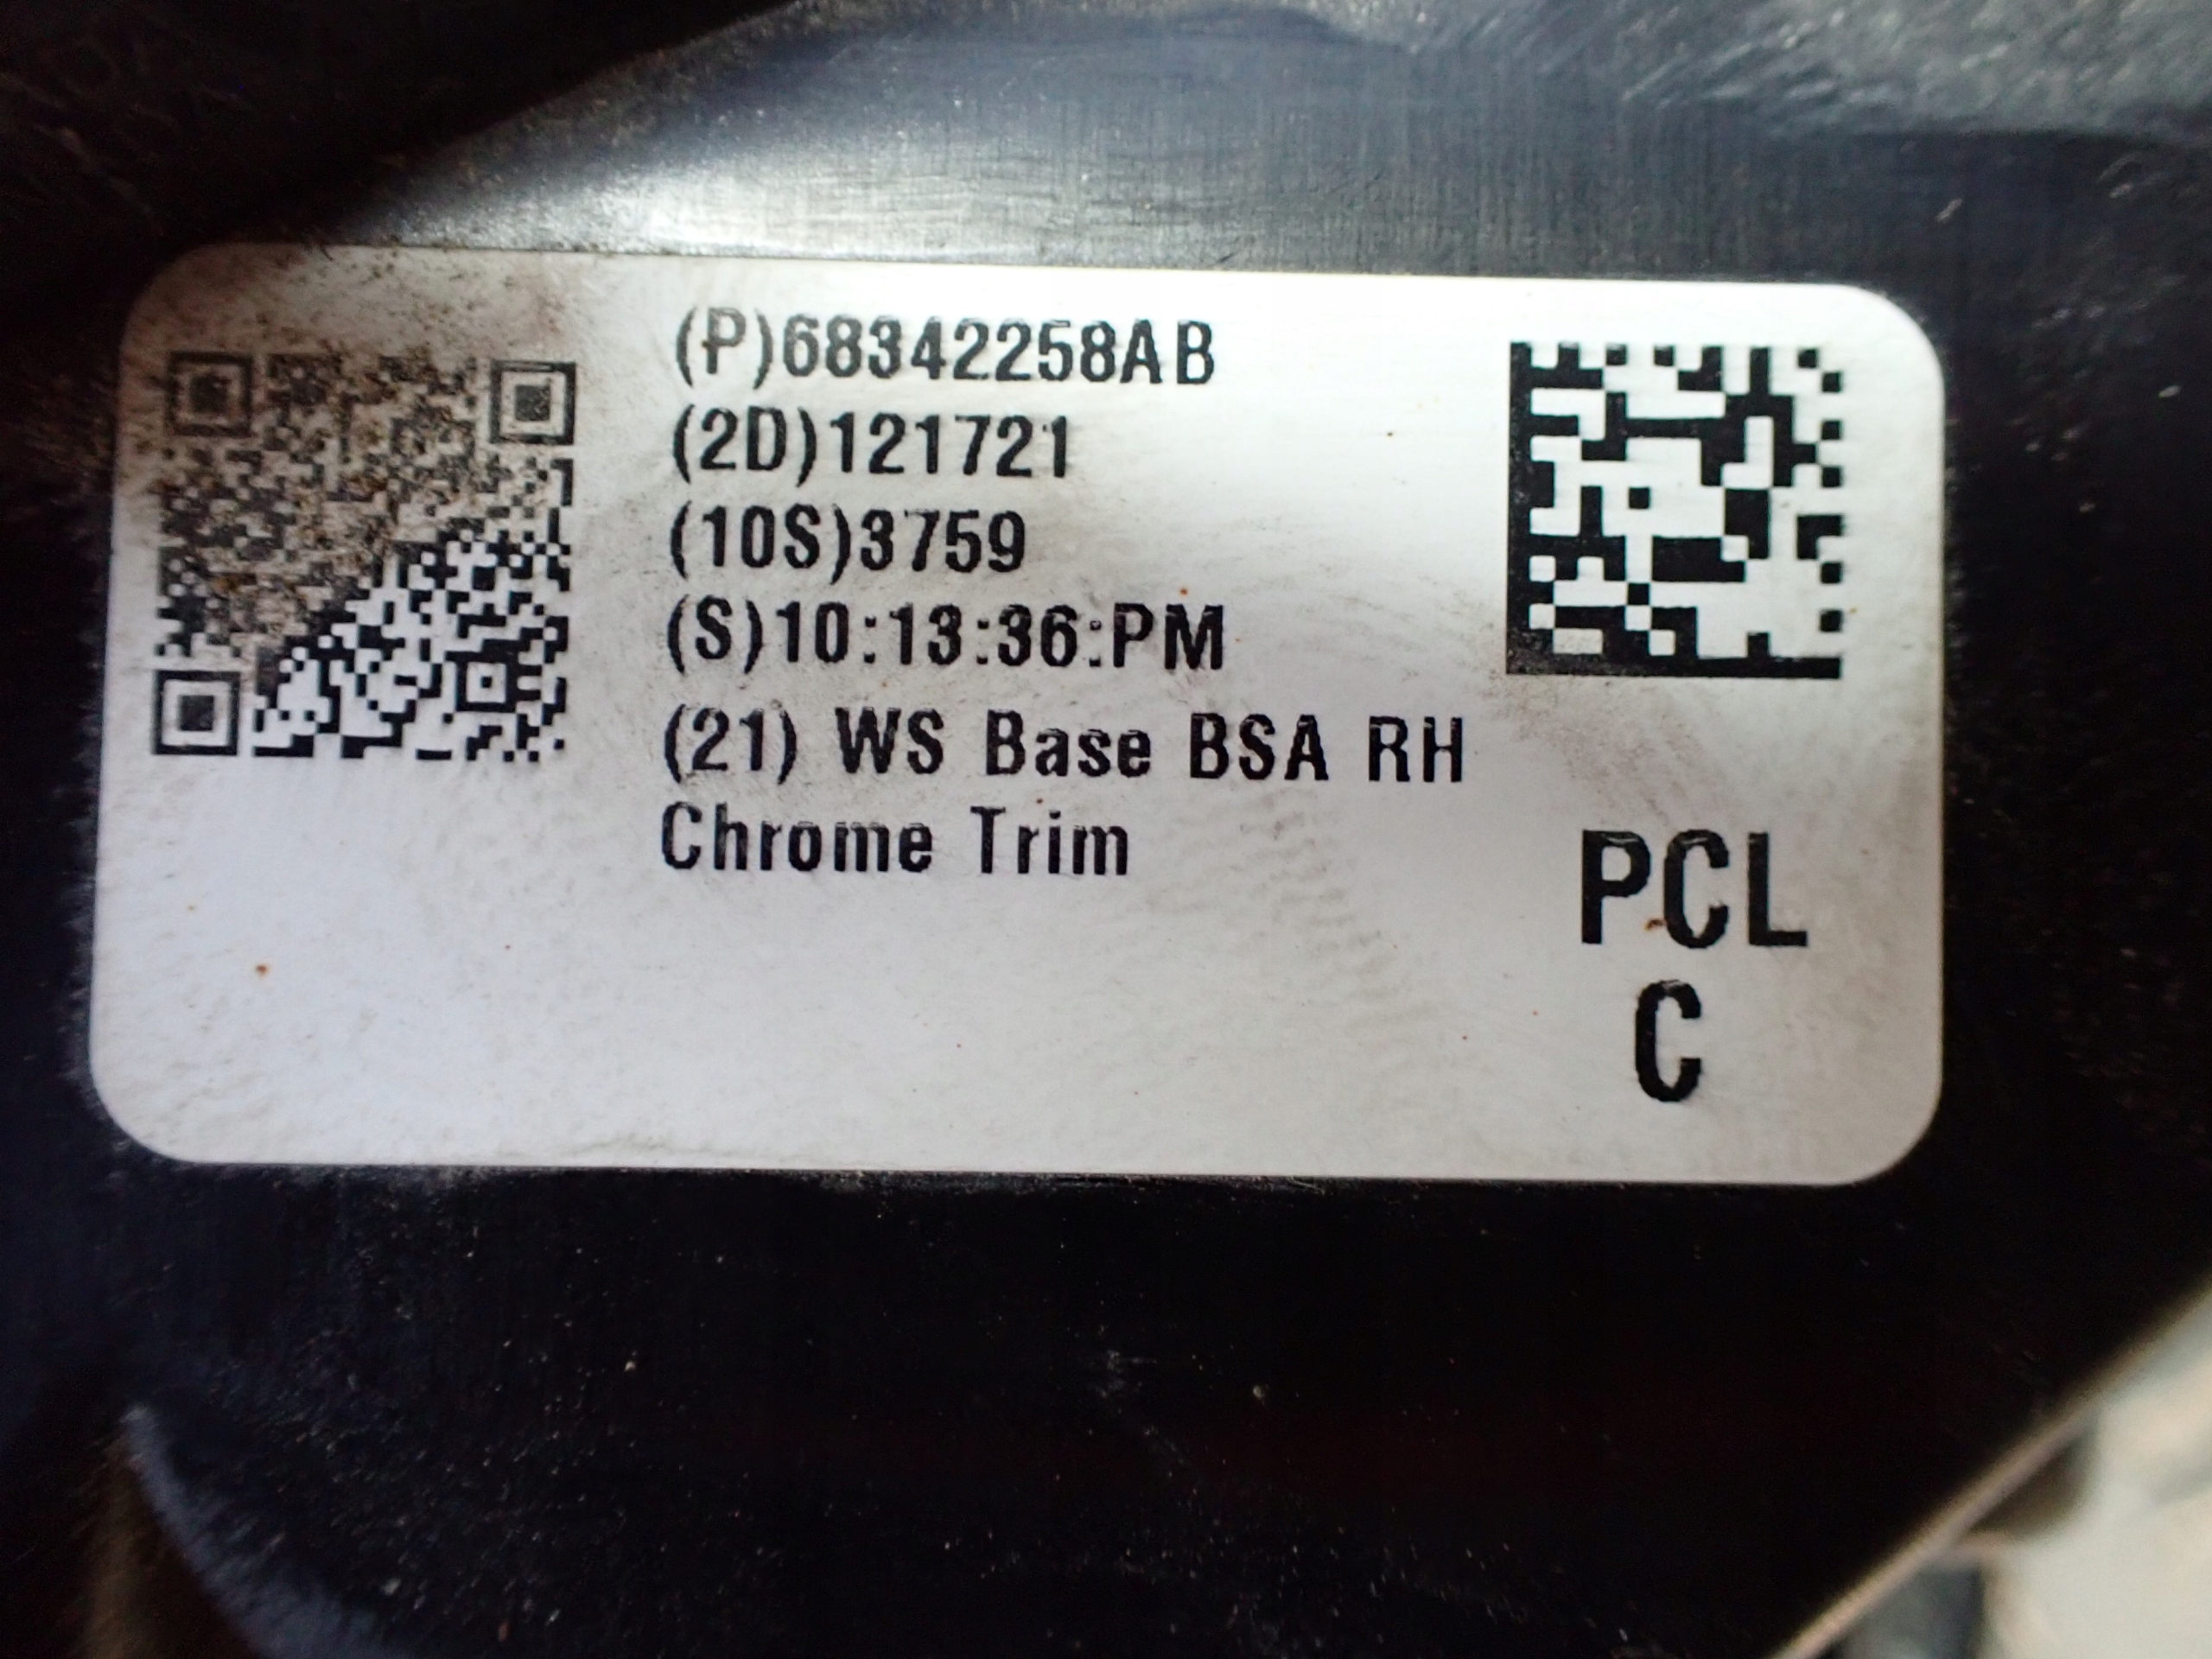 (P)68342258AB
(2D)121721
(10S)3759
(S)10:13:36:PM
(21) WS Base BSA RH
Chrome Trim
PCL
C